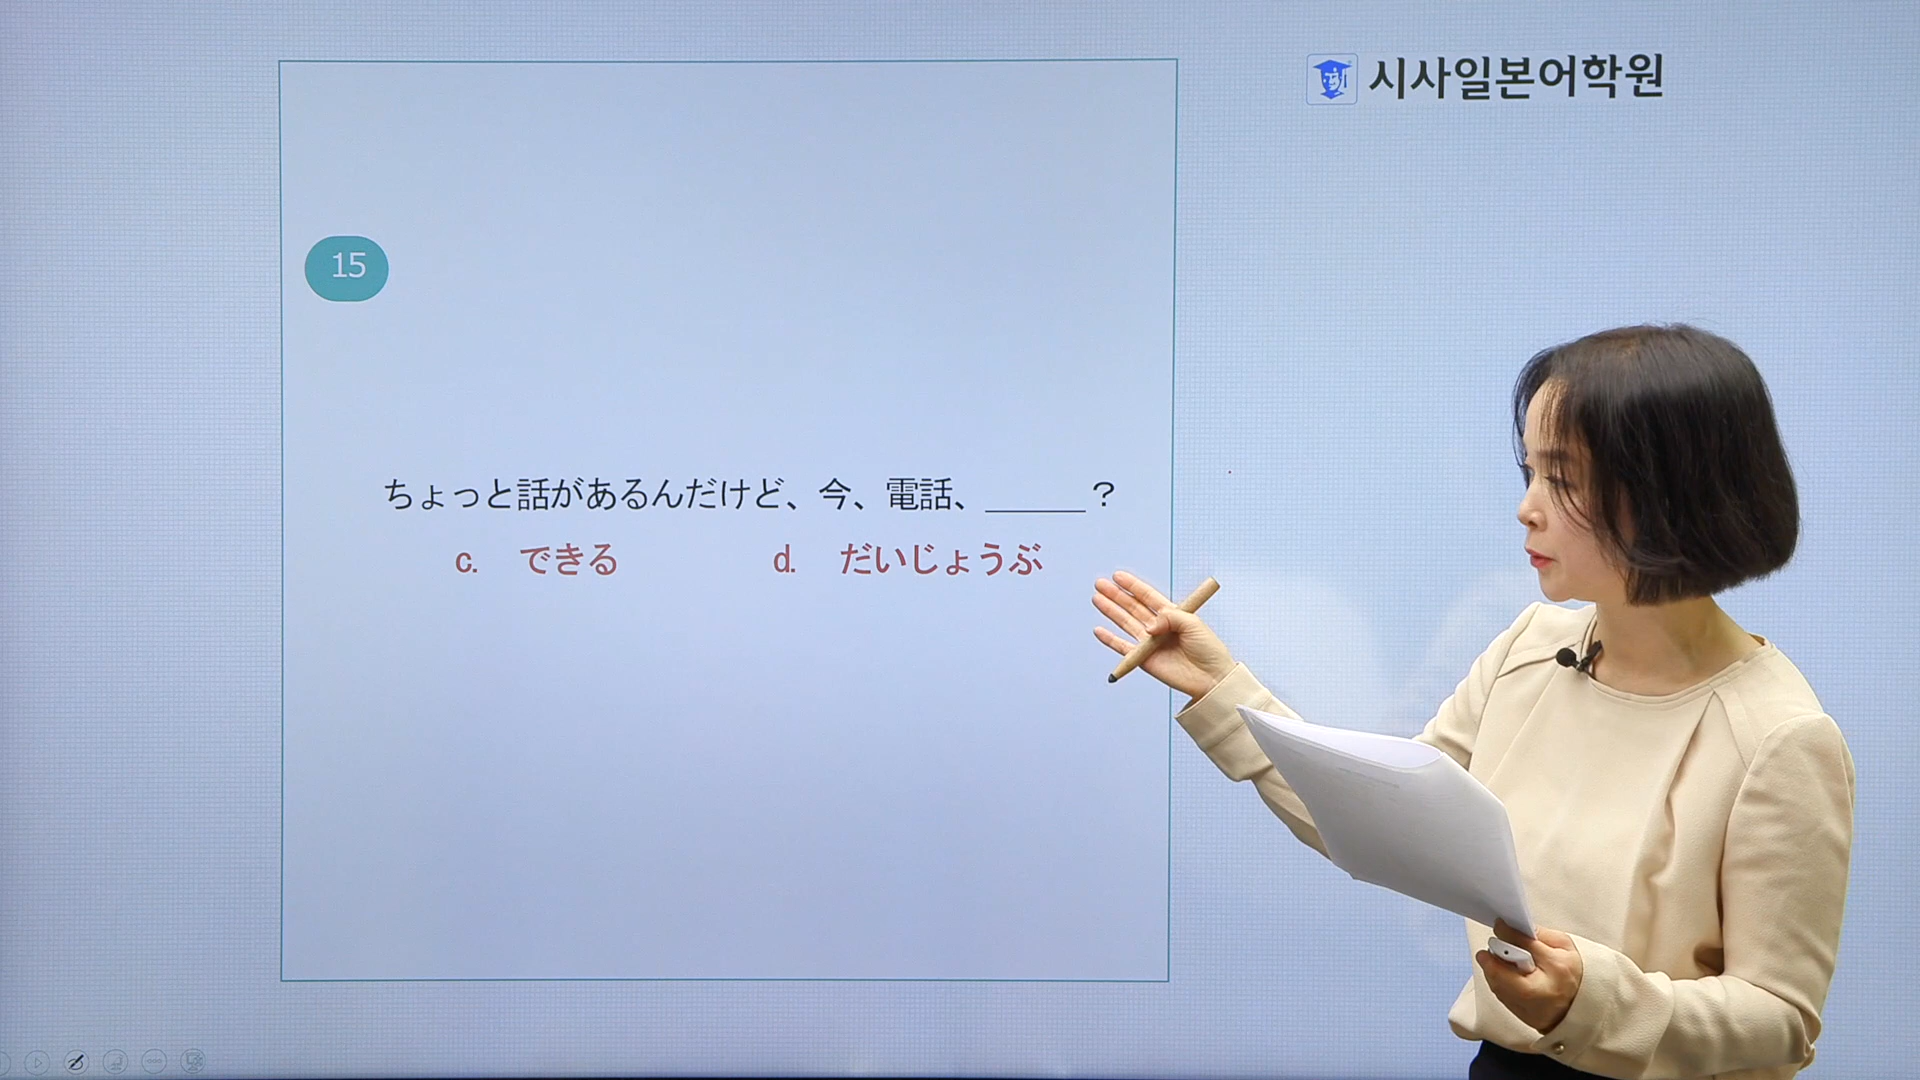 시사일본어학원
15
ちょっと話があるんだけど、今、電話、______？
c. できる d. だいじょうぶ